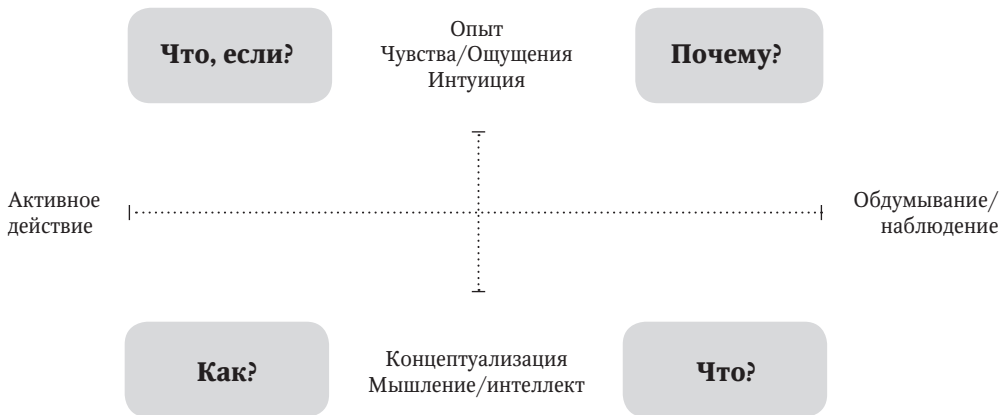 Что, если?
Опыт
Чувства/Ощущения
Интуиция
Почему?
Активное
действие
Обдумывание/
наблюдение
Как?
Концептуализация
Мышление/интеллект
Что?